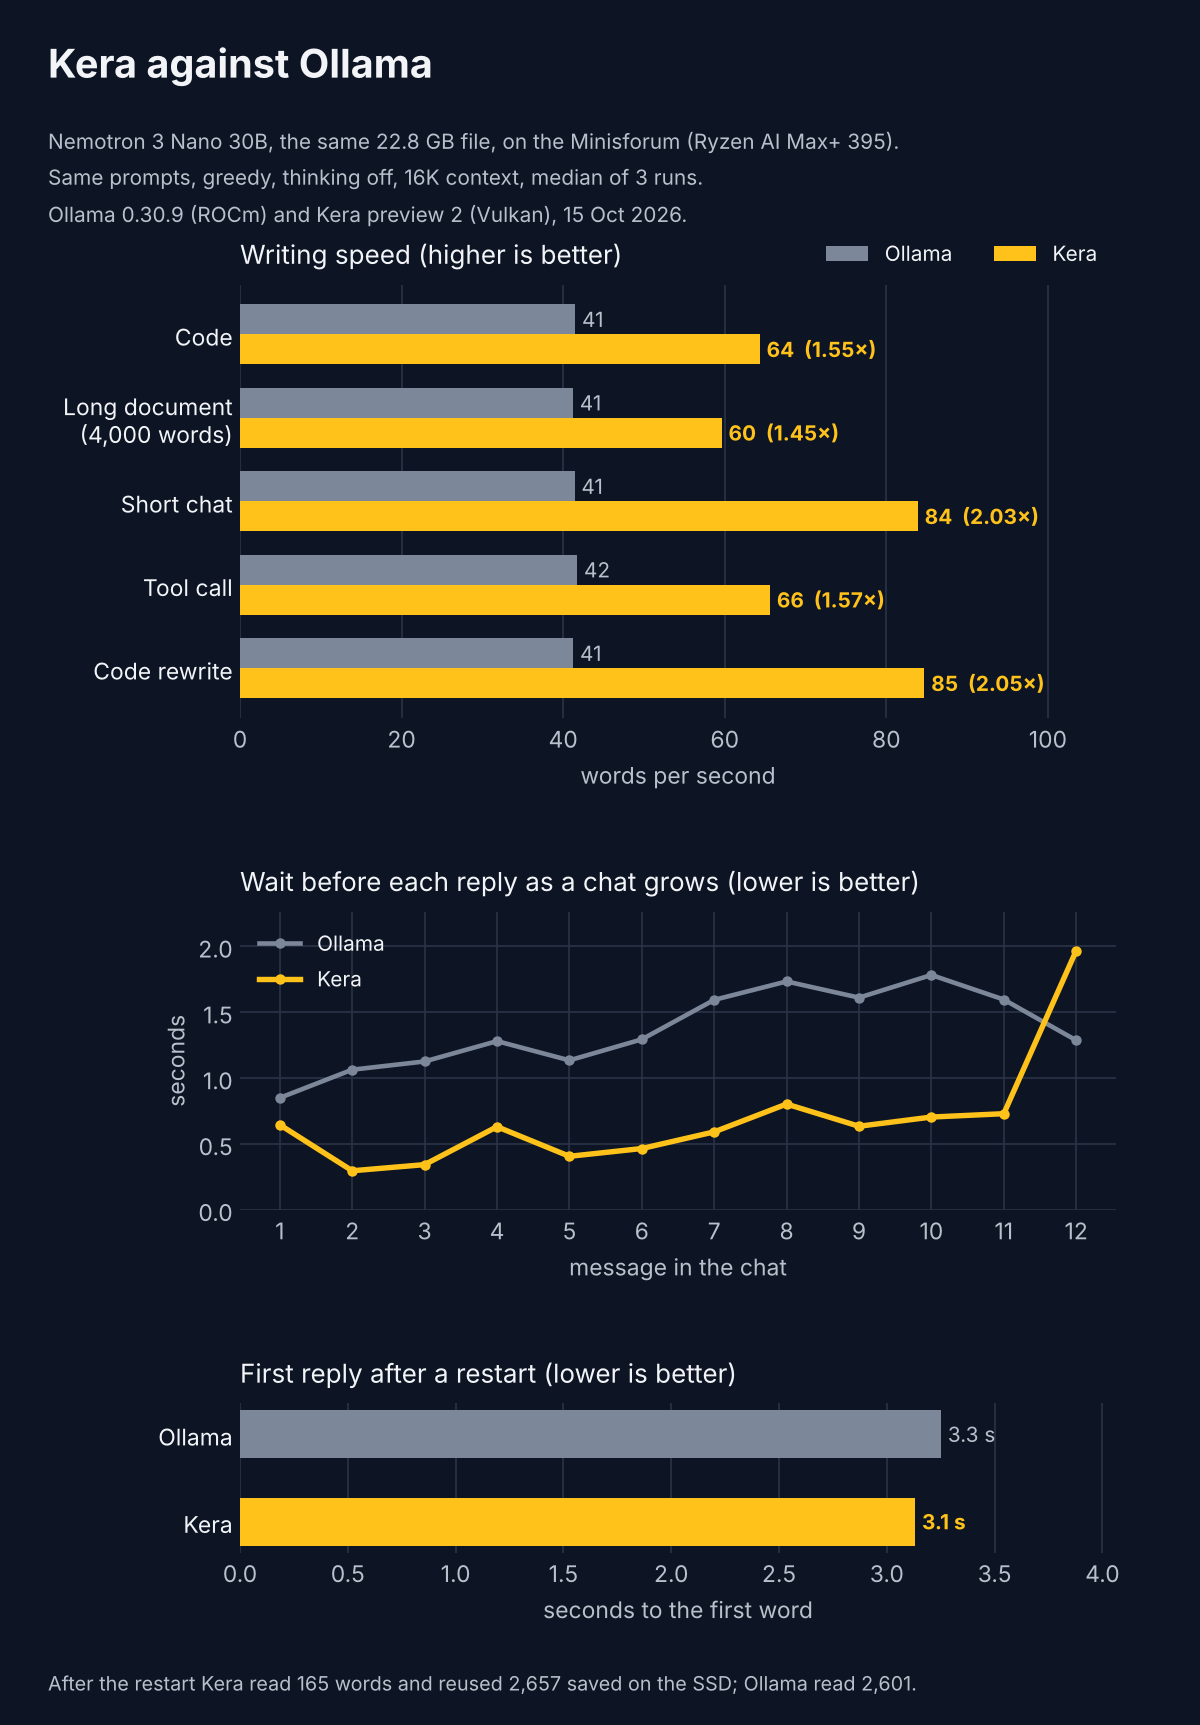 Kera against Ollama
Nemotron 3 Nano 30B, the same 22.8 GB file, on the Minisforum (Ryzen AI Max+ 395).
Same prompts, greedy, thinking off, 16K context, median of 3 runs.
Ollama 0.30.9 (ROCm) and Kera preview 2 (Vulkan), 15 Oct 2026.
Writing speed (higher is better)
Ollama
Kera
Code
41
64 (1.55×)
Long document
(4,000 words)
41
60 (1.45×)
Short chat
41
84 (2.03×)
Tool call
42
66 (1.57×)
Code rewrite
41
85 (2.05×)
0 20 40 60 80 100
words per second
Wait before each reply as a chat grows (lower is better)
Ollama
Kera
2.0
1.5
1.0
0.5
0.0
seconds
1 2 3 4 5 6 7 8 9 10 11 12
message in the chat
First reply after a restart (lower is better)
Ollama
3.3 s
Kera
3.1 s
0.0 0.5 1.0 1.5 2.0 2.5 3.0 3.5 4.0
seconds to the first word
After the restart Kera read 165 words and reused 2,657 saved on the SSD; Ollama read 2,601.